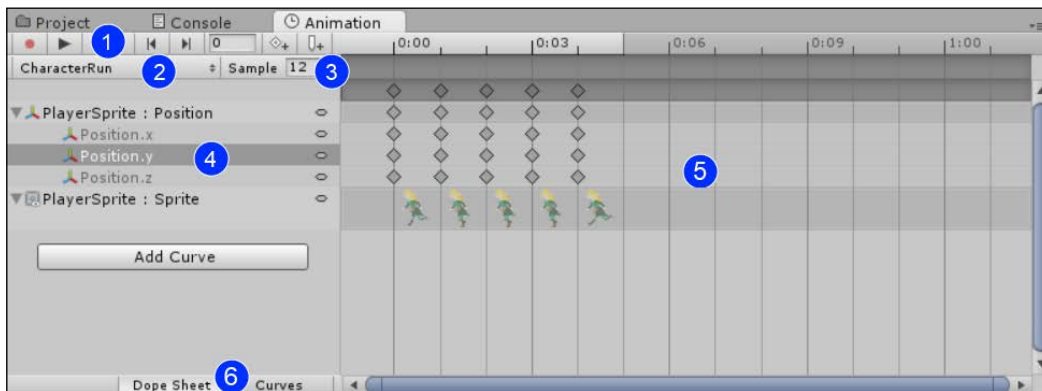 Project Console Animation
1 0 0:00 0:03 0:06 0:09 1:00
CharacterRun 2 Sample 12 3
PlayerSprite : Position
Position.x
Position.y 4 5
Position.z
PlayerSprite : Sprite
Add Curve
Dope Sheet 6 Curves